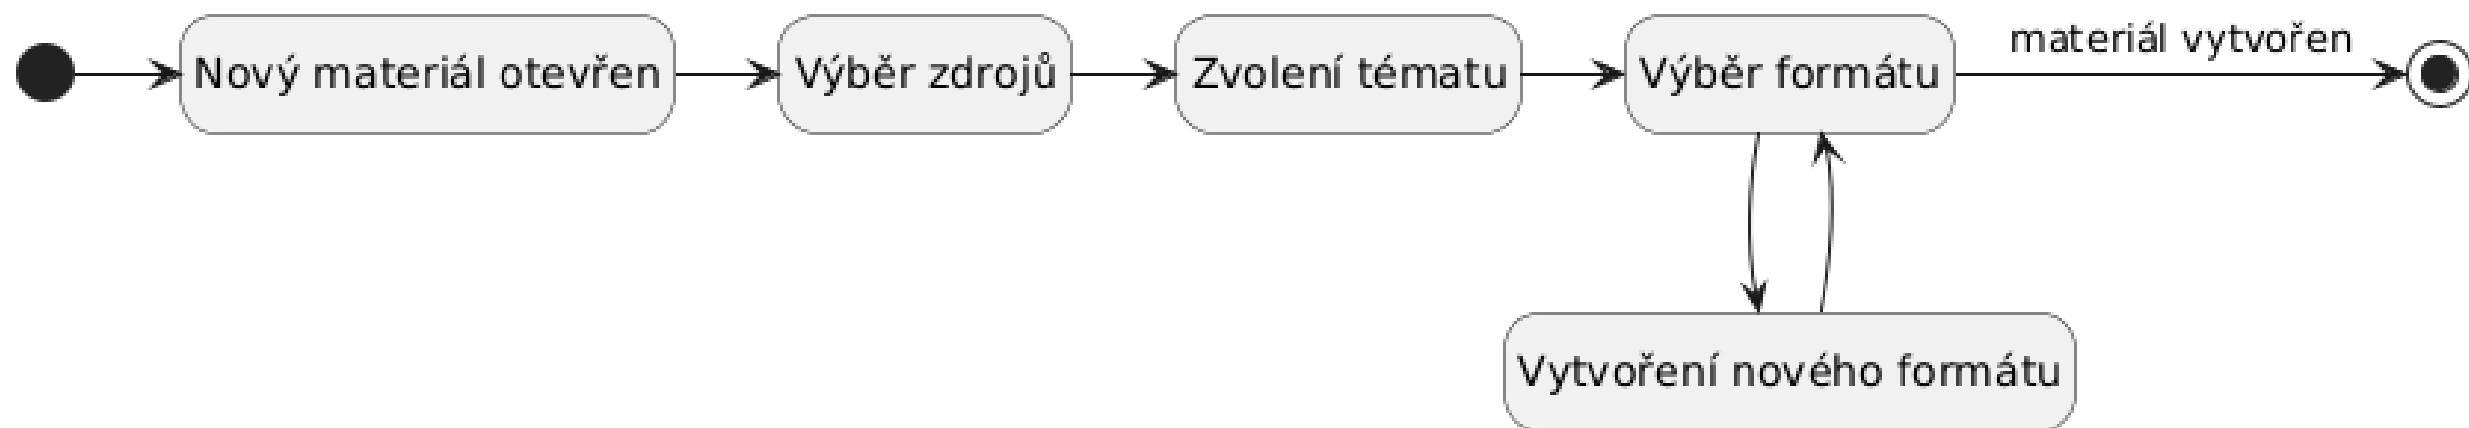 Nový materiál otevřen
Výběr zdrojů
Zvolení tématu
Výběr formátu
materiál vytvořen
Vytvoření nového formátu